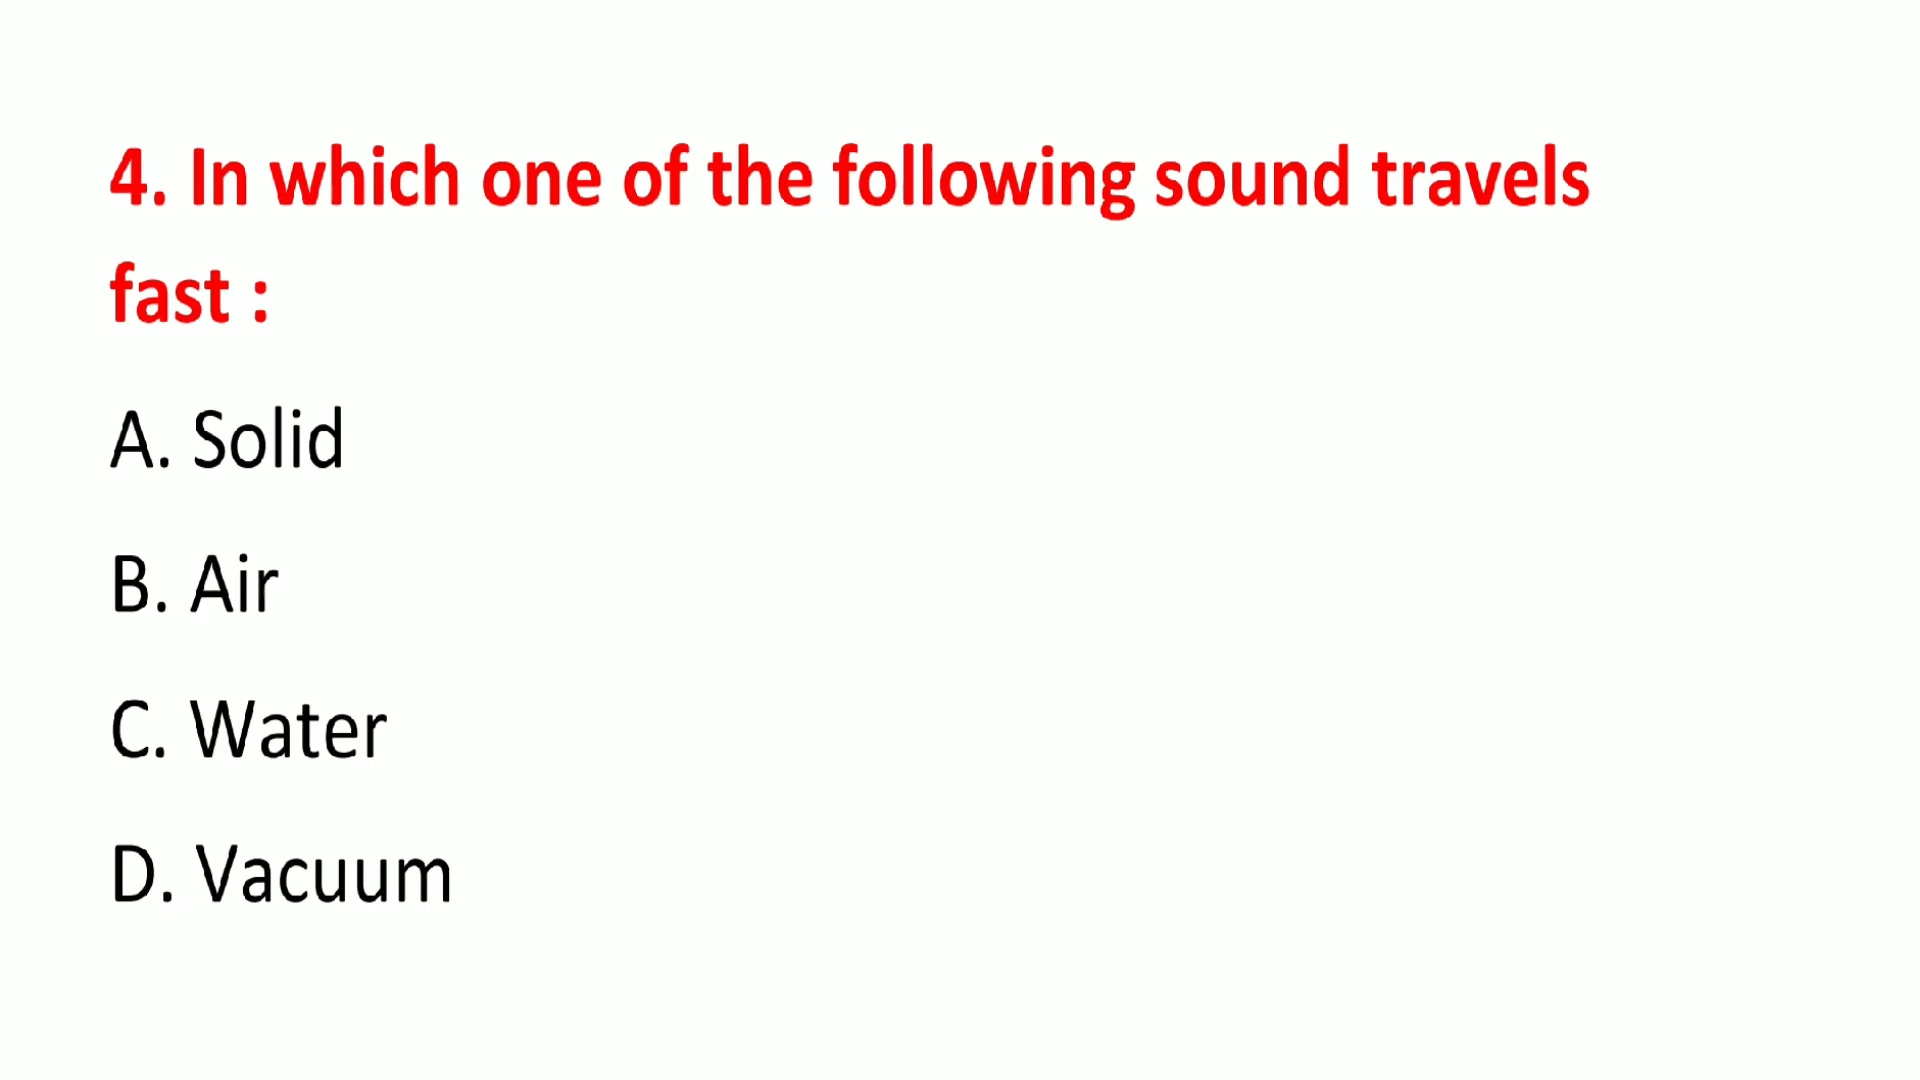 4. In which one of the following sound travels
fast :
A. Solid
B. Air
C. Water
D. Vacuum